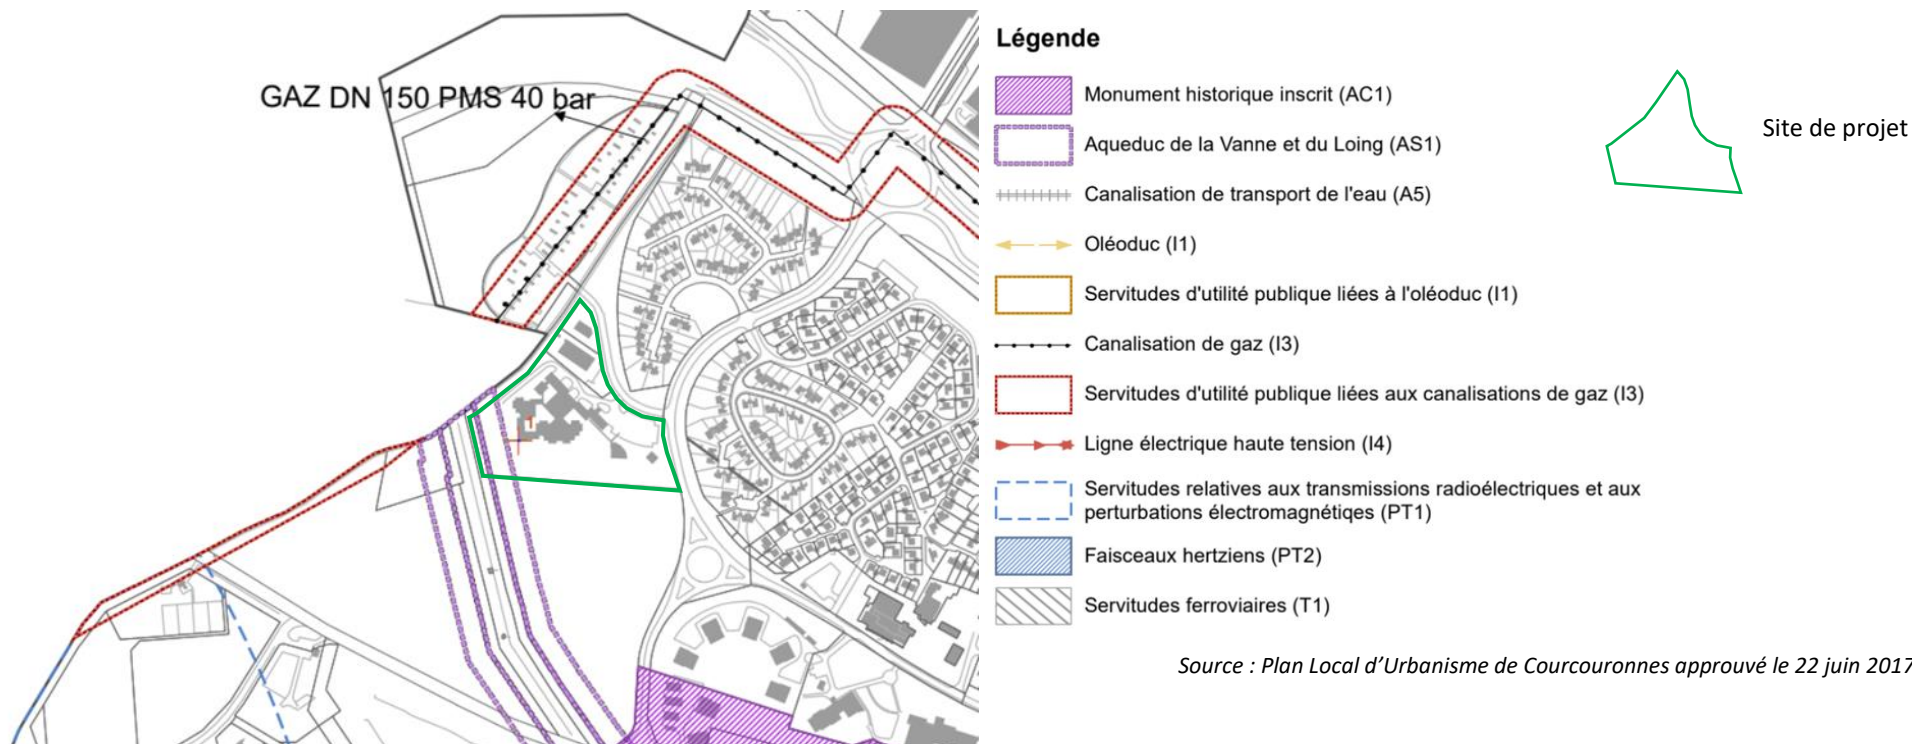 GAZ DN 150 PMS 40 bar
1
Légende
Monument historique inscrit (AC1)
Aqueduc de la Vanne et du Loing (AS1)
Canalisation de transport de l'eau (A5)
Oléoduc (I1)
Servitudes d'utilité publique liées à l'oléoduc (I1)
Canalisation de gaz (I3)
Servitudes d'utilité publique liées aux canalisations de gaz (I3)
Ligne électrique haute tension (I4)
Servitudes relatives aux transmissions radioélectriques et aux
perturbations électromagnétiqes (PT1)
Faisceaux hertziens (PT2)
Servitudes ferroviaires (T1)
Site de projet
Source : Plan Local d'Urbanisme de Courcouronnes approuvé le 22 juin 2017